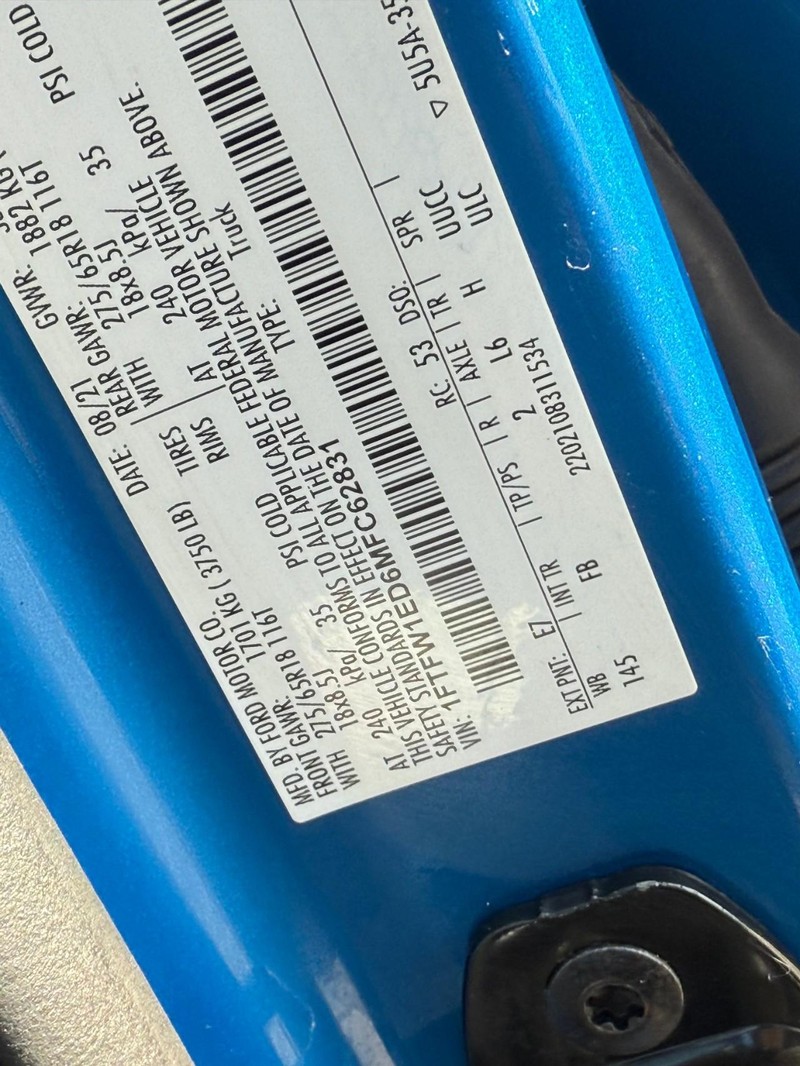 MFD. BY FORD MOTOR CO. DATE: 08/21 GVWR:
FRONT GAWR: 1701 KG ( 3750 LB) REAR GAWR: 1882 KG
275/65R18 116T WITH TIRES 275/65R18 116T
WITH 18x8.5J RMS 18x8.5J
AT 240 kPa/ 35 PSI COLD AT 240 kPa/ 35 PSI COLD
THIS VEHICLE CONFORMS TO ALL APPLICABLE FEDERAL MOTOR VEHICLE
SAFETY STANDARDS IN EFFECT ON THE DATE OF MANUFACTURE SHOWN ABOVE.
VIN: 1FTFW1ED6MFC62831 TYPE: Truck
EXT PNT: E7 RC: 53 DSO:
WB | INT TR | TP/PS | R | AXLE | TR | SPR |
145 FB 2 L6 H UUCC
ULC
2202108311534
▽ 5U5A-35